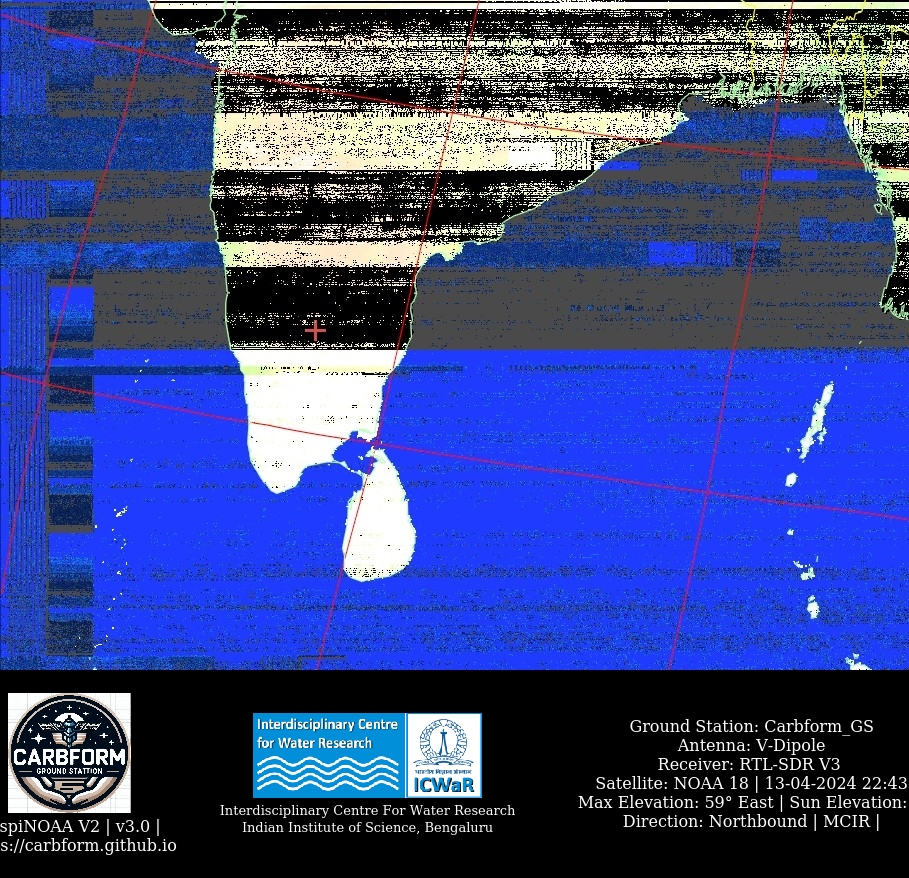 CARBFORM
GROUND STATION
spiNOAA V2 | v3.0 |
s://carbform.github.io
Interdisciplinary Centre
for Water Research
ICWaR
Interdisciplinary Centre For Water Research
Indian Institute of Science, Bengaluru
Ground Station: Carbform_GS
Antenna: V-Dipole
Receiver: RTL-SDR V3
Satellite: NOAA 18 | 13-04-2024 22:43
Max Elevation: 59° East | Sun Elevation:
Direction: Northbound | MCIR |